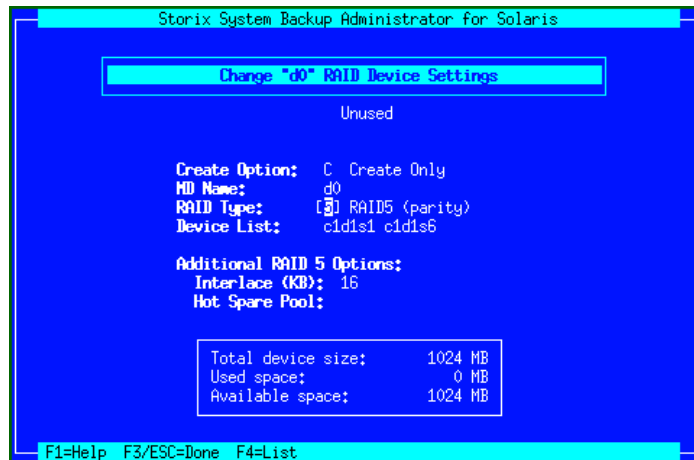 Storix System Backup Administrator for Solaris
Change "d0" RAID Device Settings
Unused
Create Option: C Create Only
MD Name: d0
RAID Type: [5] RAID5 (parity)
Device List: c1d1s1 c1d1s6
Additional RAID 5 Options:
Interlace (KB): 16
Hot Spare Pool:
Total device size: 1024 MB
Used space: 0 MB
Available space: 1024 MB
F1=Help F3/ESC=Done F4=List